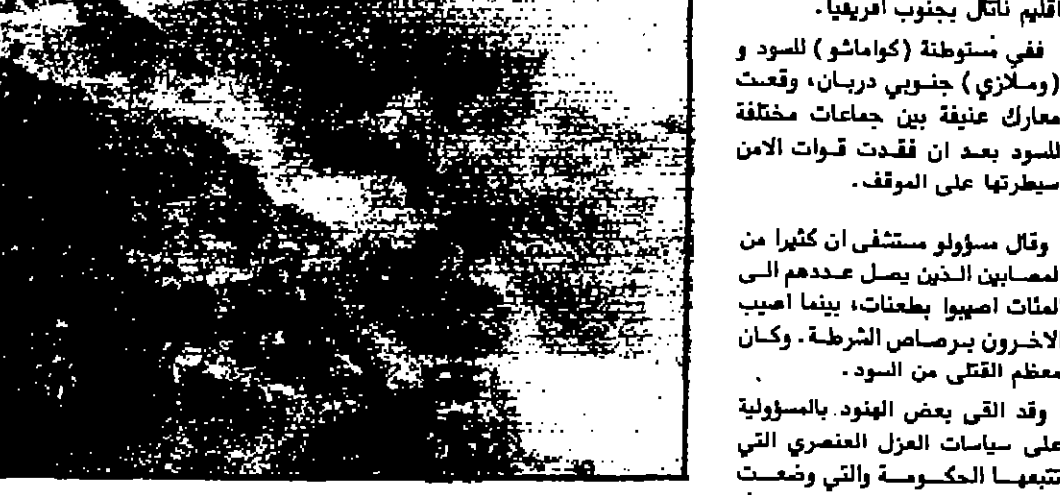 اقليم ناتال بجنوب افريقيا.
ففي مستوطنة (كواماشو) للسود و
(وملازي) جنوبي دربان، وقعت
معارك عنيفة بين جماعات مختلفة
للسود بعد ان فقدت قوات الامن
سيطرتها على الموقف.
وقال مسؤولو مستشفى ان كثيرا من
لمصابين الذين يصل عددهم الى
لمئات اصيبوا بطعنات، بينما اصيب
الاخرون برصاص الشرطة. وكان
معظم القتلى من السود.
وقد القى بعض الهنود بالمسؤولية
على سياسات العزل العنصري التي
تتبعها الحكومة والتي وضعت